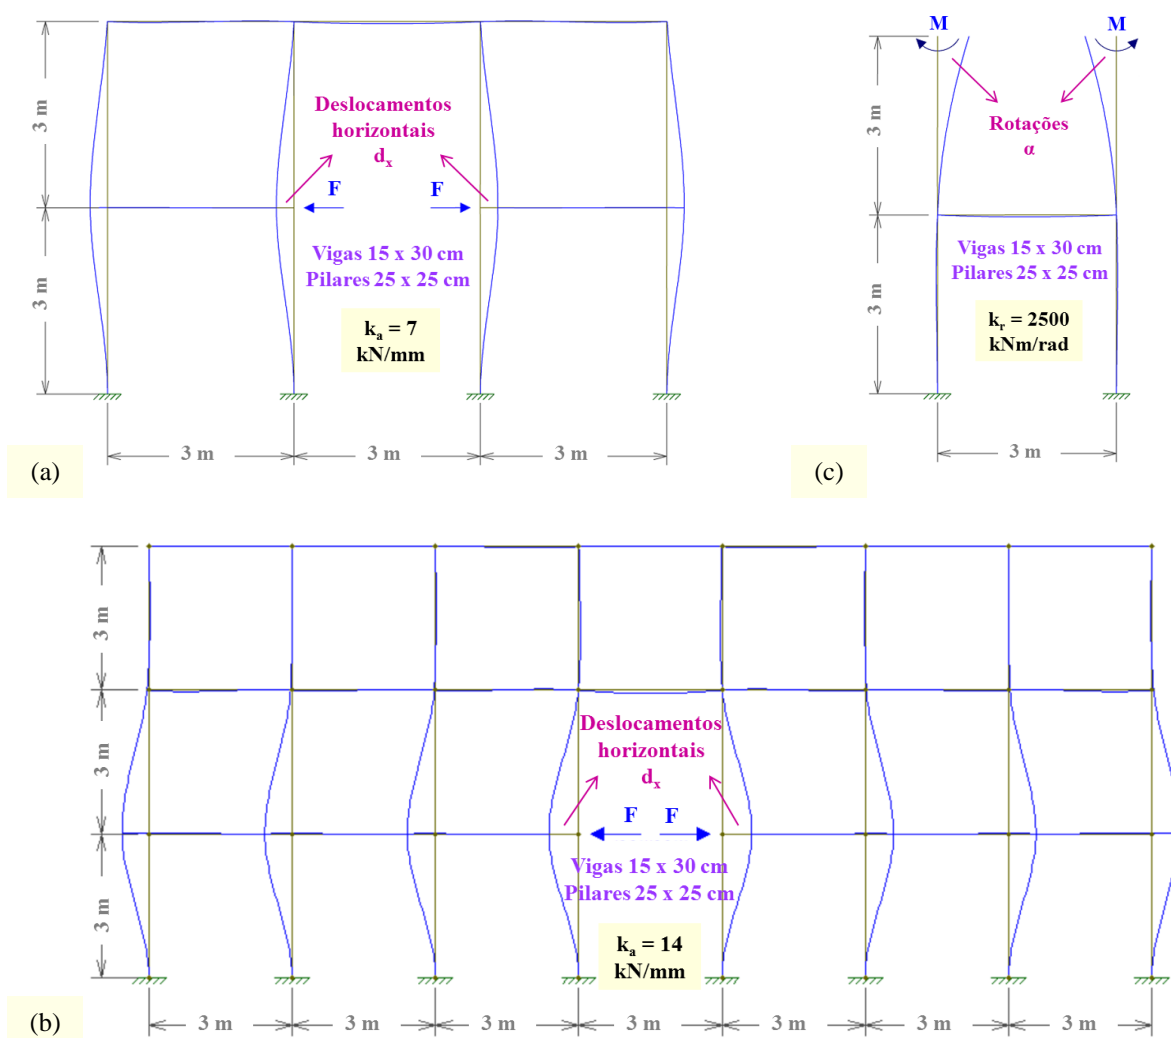 3 m
3 m
Deslocamentos
horizontais
dx
F F
Vigas 15 x 30 cm
Pilares 25 x 25 cm
ka = 7
kN/mm
3 m 3 m 3 m
(a)
M M
3 m
3 m
Rotações
α
Vigas 15 x 30 cm
Pilares 25 x 25 cm
kr = 2500
kNm/rad
3 m
(c)
3 m
3 m
3 m
Deslocamentos
horizontais
dx
F F
Vigas 15 x 30 cm
Pilares 25 x 25 cm
ka = 14
kN/mm
(b)
3 m 3 m 3 m 3 m 3 m 3 m 3 m